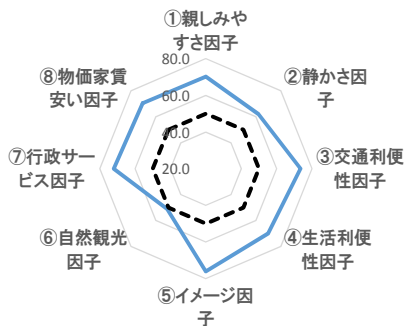 ①親しみや
すさ因子
②静かさ因
子
③交通利便
性因子
④生活利便
性因子
⑤イメージ因
子
⑥自然観光
因子
⑦行政サー
ビス因子
⑧物価家賃
安い因子
80.0
60.0
40.0
20.0